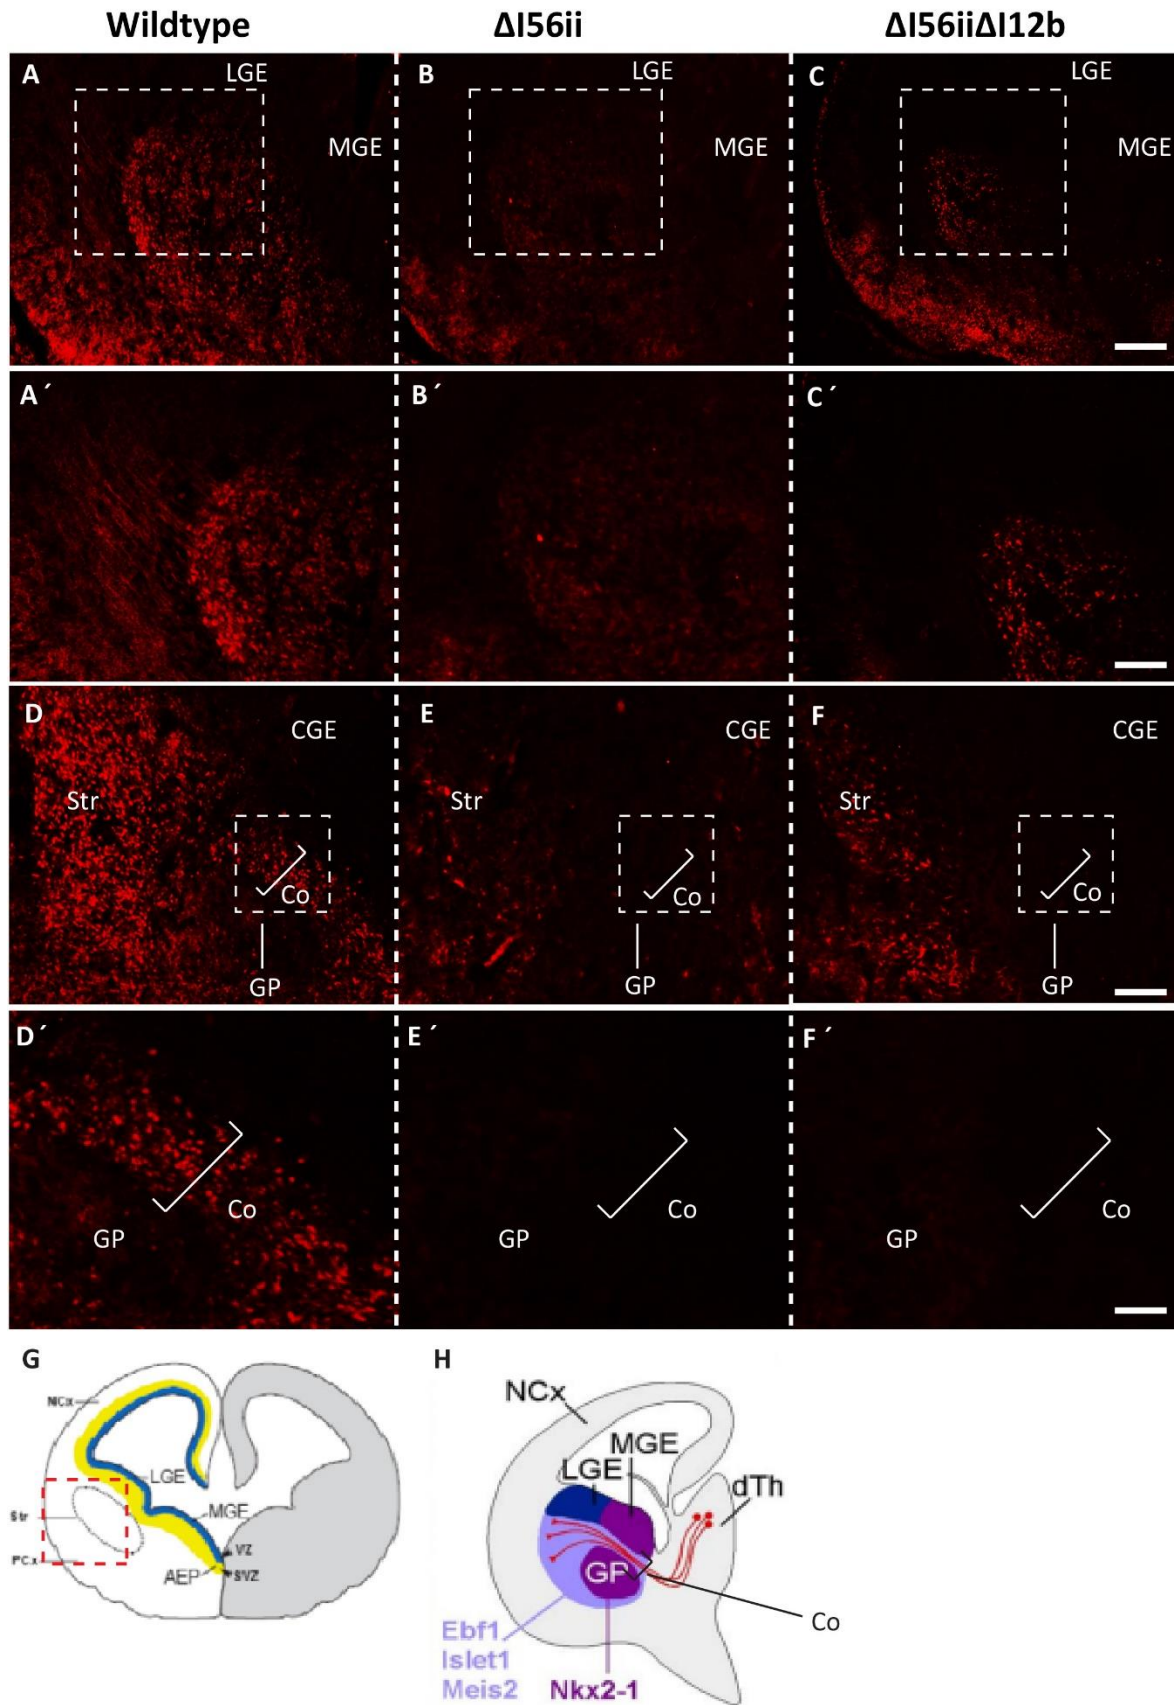 Wildtype ΔI56ii ΔI56iiΔI12b
A LGE B LGE C LGE
MGE MGE MGE
A´ B´ C´
D CGE E CGE F CGE
Str Str Str
Co Co Co
GP GP GP
D´ E´ F´
Co Co Co
GP GP GP
G H
NCx NCx
MGE
LGE LGE dTh
MGE
Str
VZ
PCx
AEP SVZ GP
Co
Ebf1
Islet1
Meis2 Nkx2-1